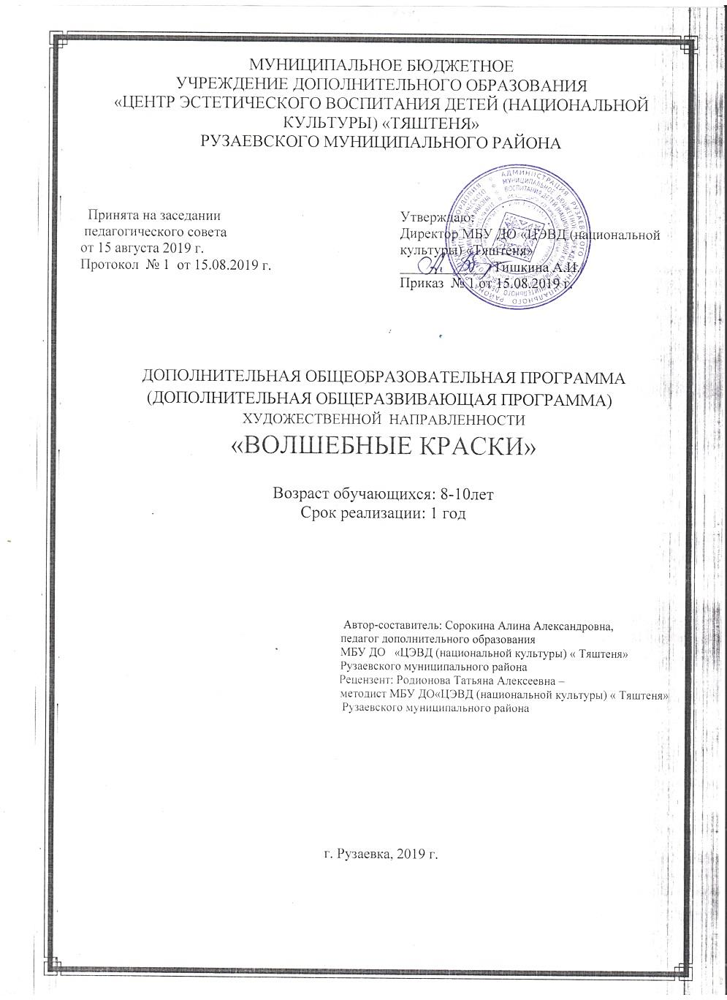 МУНИЦИПАЛЬНОЕ БЮДЖЕТНОЕ
УЧРЕЖДЕНИЕ ДОПОЛНИТЕЛЬНОГО ОБРАЗОВАНИЯ
«ЦЕНТР ЭСТЕТИЧЕСКОГО ВОСПИТАНИЯ ДЕТЕЙ (НАЦИОНАЛЬНОЙ
КУЛЬТУРЫ) «ТЯШТЕНЯ»
РУЗАЕВСКОГО МУНИЦИПАЛЬНОГО РАЙОНА
Принята на заседании
педагогического совета
от 15 августа 2019 г.
Протокол № 1 от 15.08.2019 г.
Утверждаю:
Директор МБУ ДО «ЦЭВД (национальной
культуры) «Тяштеня»
Тишкина А.И.
Приказ № 1 от 15.08.2019 г.
ДОПОЛНИТЕЛЬНАЯ ОБЩЕОБРАЗОВАТЕЛЬНАЯ ПРОГРАММА
(ДОПОЛНИТЕЛЬНАЯ ОБЩЕРАЗВИВАЮЩАЯ ПРОГРАММА)
ХУДОЖЕСТВЕННОЙ НАПРАВЛЕННОСТИ
«ВОЛШЕБНЫЕ КРАСКИ»
Возраст обучающихся: 8-10лет
Срок реализации: 1 год
Автор-составитель: Сорокина Алина Александровна,
педагог дополнительного образования
МБУ ДО «ЦЭВД (национальной культуры) « Тяштеня»
Рузаевского муниципального района
Рецензент: Родионова Татьяна Алексеевна –
методист МБУ ДО«ЦЭВД (национальной культуры) « Тяштеня»
Рузаевского муниципального района
г. Рузаевка, 2019 г.